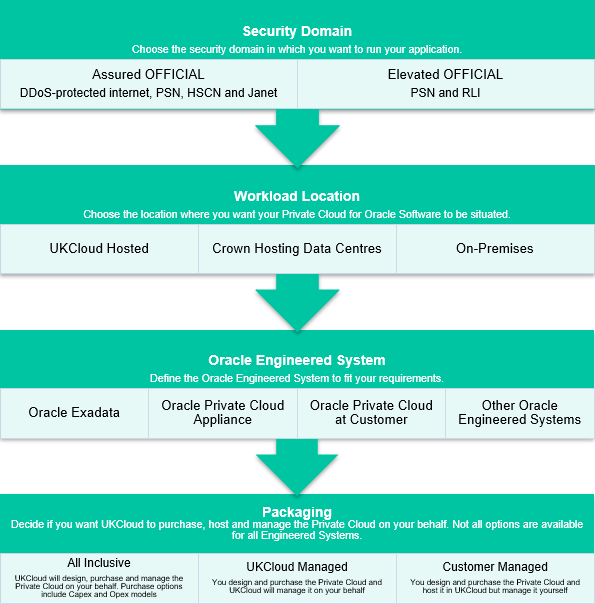 Security Domain
Choose the security domain in which you want to run your application.
Assured OFFICIAL
DDoS-protected internet, PSN, HSCN and Janet
Elevated OFFICIAL
PSN and RLI
Workload Location
Choose the location where you want your Private Cloud for Oracle Software to be situated.
UKCloud Hosted
Crown Hosting Data Centres
On-Premises
Oracle Engineered System
Define the Oracle Engineered System to fit your requirements.
Oracle Exadata
Oracle Private Cloud
Appliance
Oracle Private Cloud
at Customer
Other Oracle
Engineered Systems
Packaging
Decide if you want UKCloud to purchase, host and manage the Private Cloud on your behalf. Not all options are available
for all Engineered Systems.
All Inclusive
UKCloud will design, purchase and manage the
Private Cloud on your behalf. Purchase options
include Capex and Opex models
UKCloud Managed
You design and purchase the Private Cloud and
UKCloud will manage it on your behalf
Customer Managed
You design and purchase the Private Cloud and
host it in UKCloud but manage it yourself